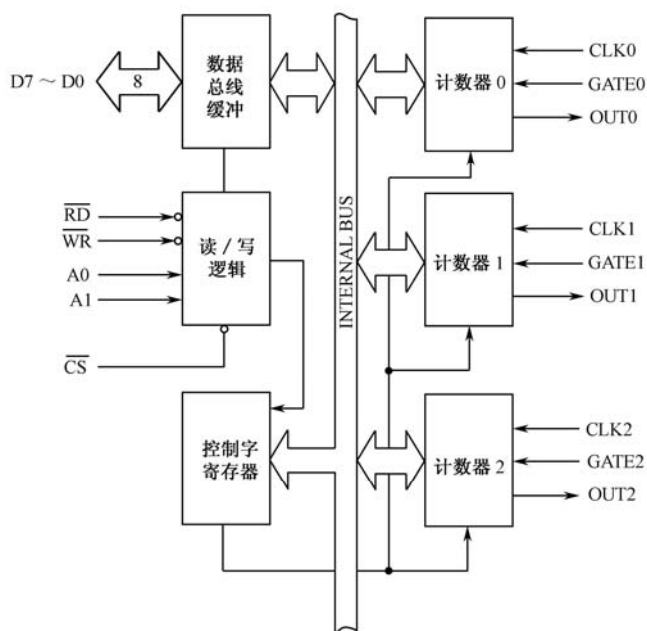 D7～D0
8
数据
总线
缓冲
RD
WR
A0
A1
CS
读/写
逻辑
控制字
寄存器
INTERNAL BUS
计数器 0
CLK0
GATE0
OUT0
计数器 1
CLK1
GATE1
OUT1
计数器 2
CLK2
GATE2
OUT2